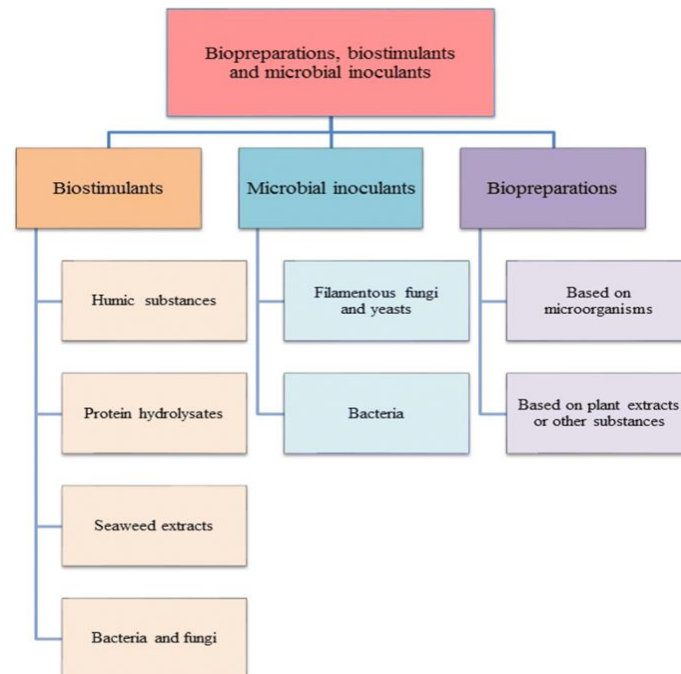 Biopreparations, biostimulants
and microbial inoculants
Biostimulants
Microbial inoculants
Biopreparations
Humic substances
Filamentous fungi
and yeasts
Based on
microorganisms
Protein hydrolysates
Bacteria
Based on plant extracts
or other substances
Seaweed extracts
Bacteria and fungi